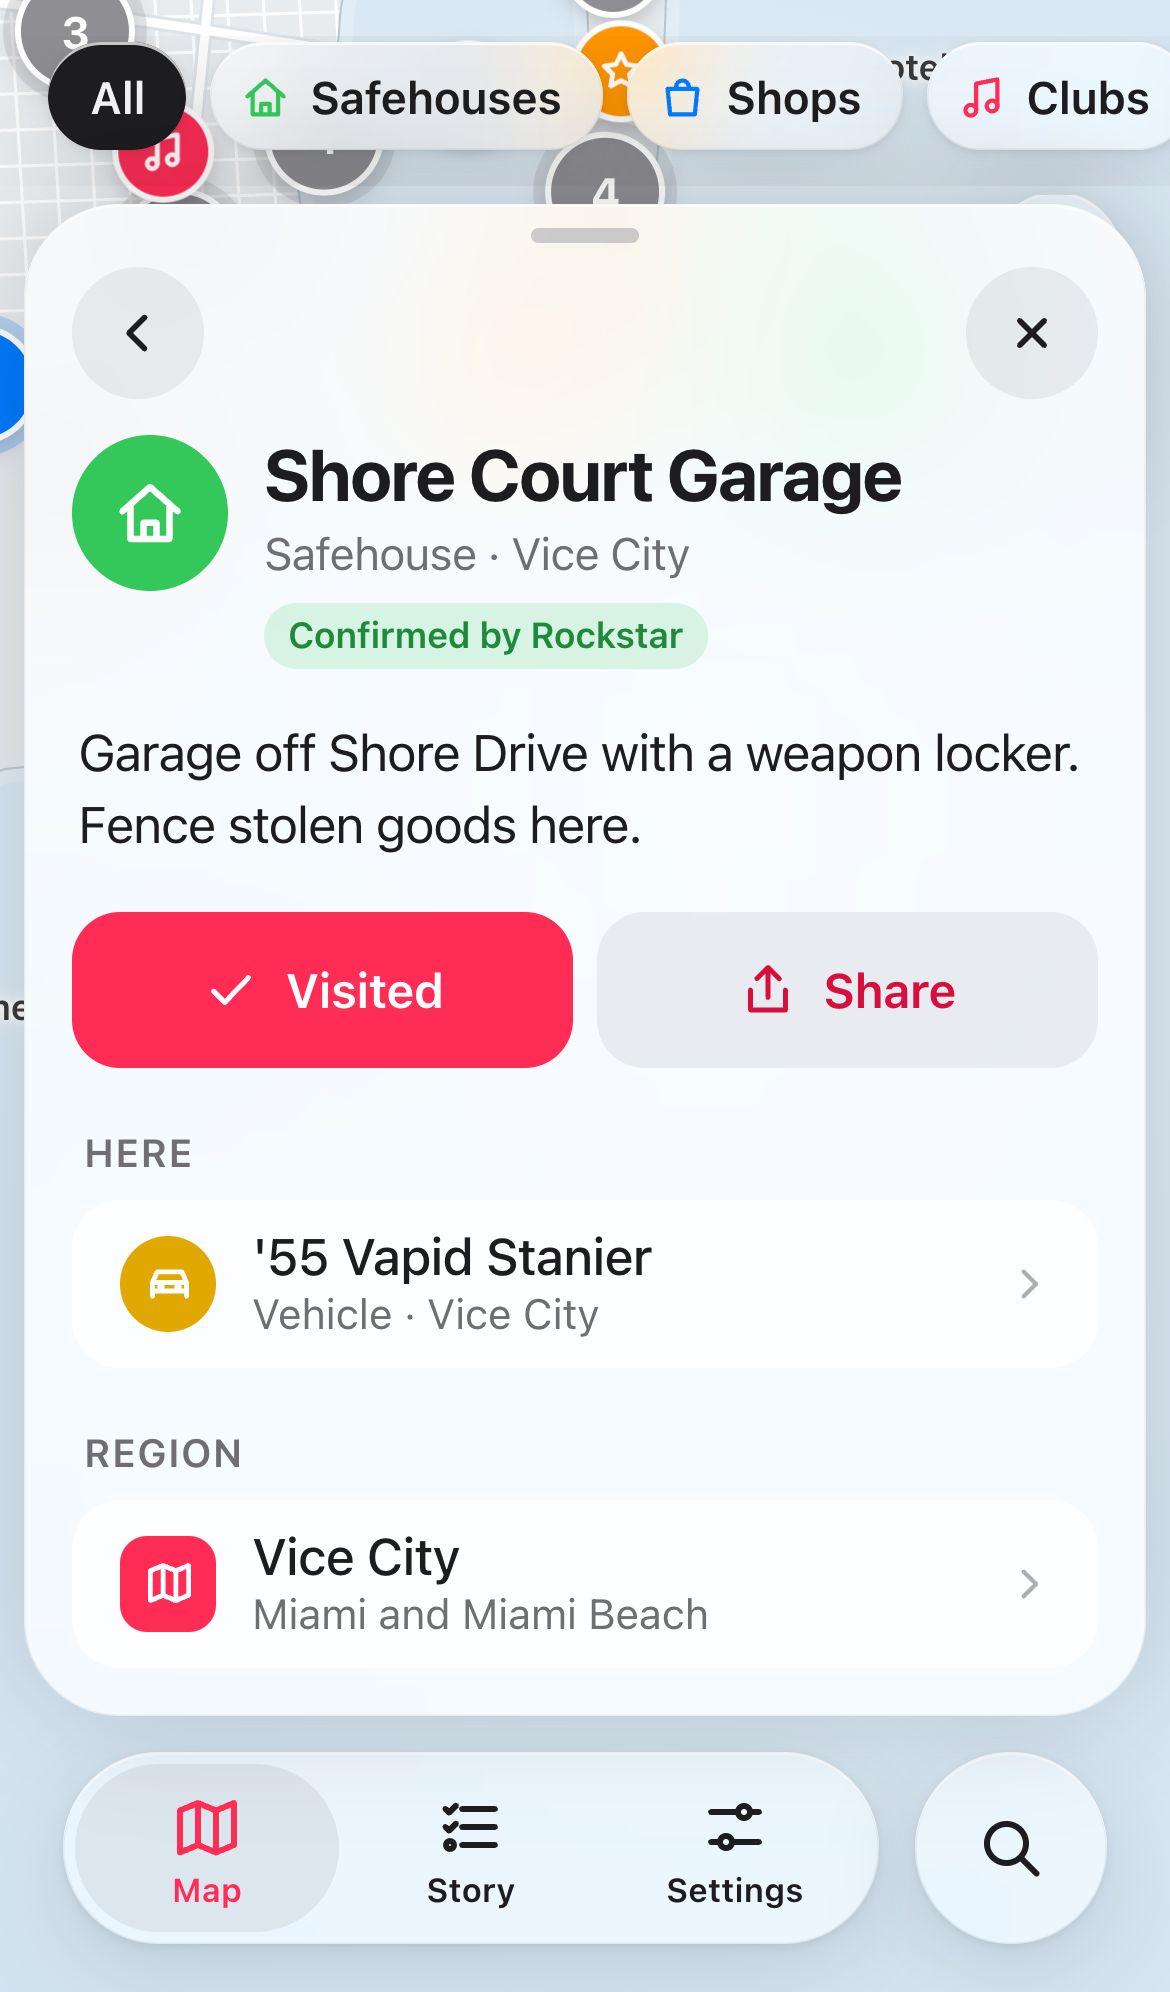 3
All
Safehouses
Shops
Clubs
4
Shore Court Garage
Safehouse · Vice City
Confirmed by Rockstar
Garage off Shore Drive with a weapon locker.
Fence stolen goods here.
Visited
Share
HERE
'55 Vapid Stanier
Vehicle · Vice City
REGION
Vice City
Miami and Miami Beach
Map
Story
Settings